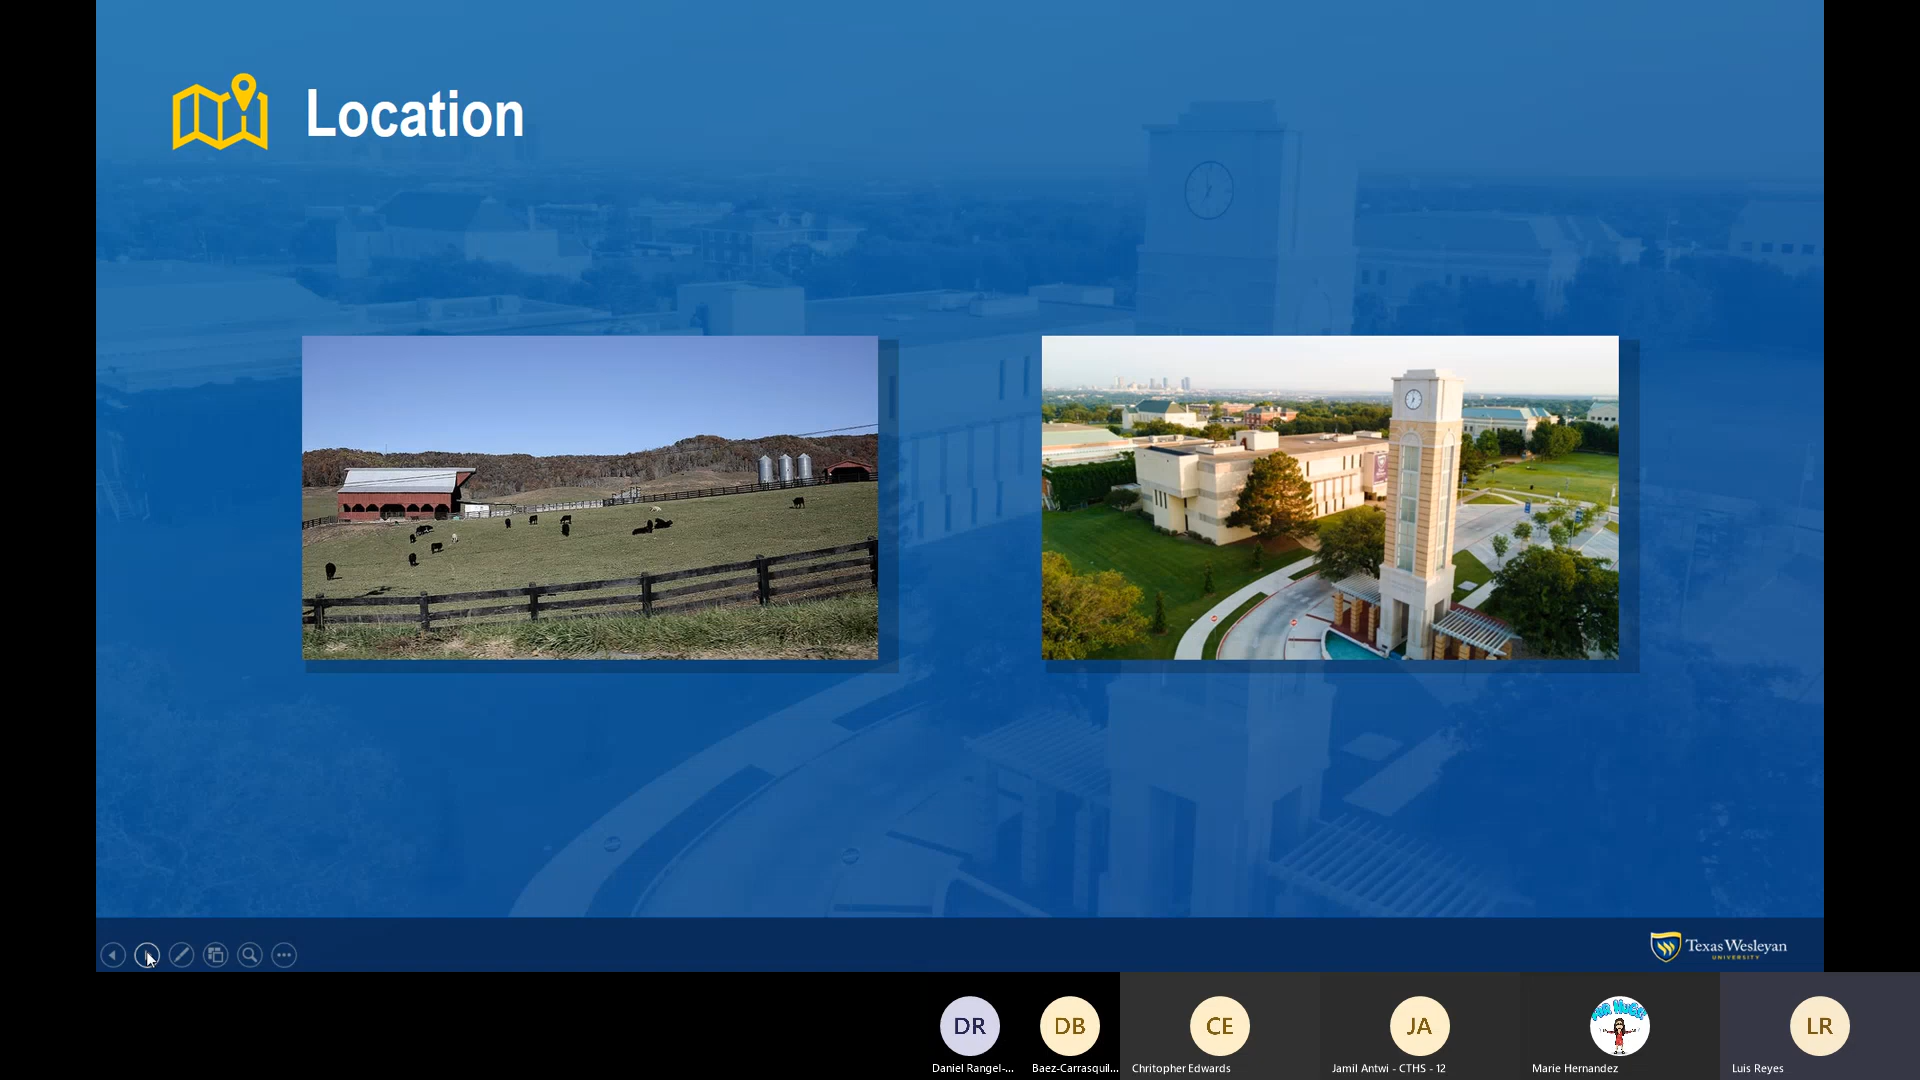 Location
Texas Wesleyan
UNIVERSITY
DR
DB
CE
JA
LR
Daniel Rangel-...
Baez-Carrasquil...
Chritopher Edwards
Jamil Antwi - CTHS - 12
Marie Hernandez
Luis Reyes